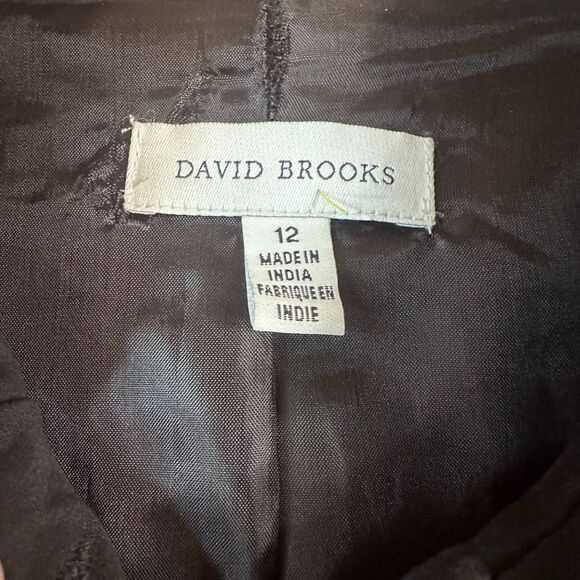 DAVID BROOKS
12
MADE IN
INDIA
FABRIQUE EN
INDIE